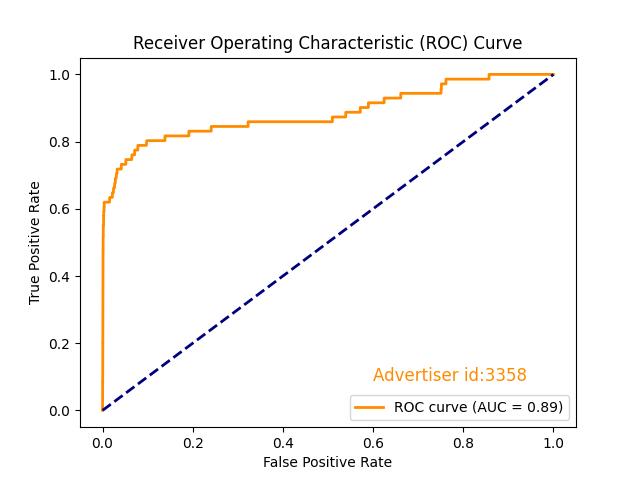 Receiver Operating Characteristic (ROC) Curve
1.0
0.8
0.6
0.4
0.2
0.0
True Positive Rate
Advertiser id:3358
ROC curve (AUC = 0.89)
0.0 0.2 0.4 0.6 0.8 1.0
False Positive Rate